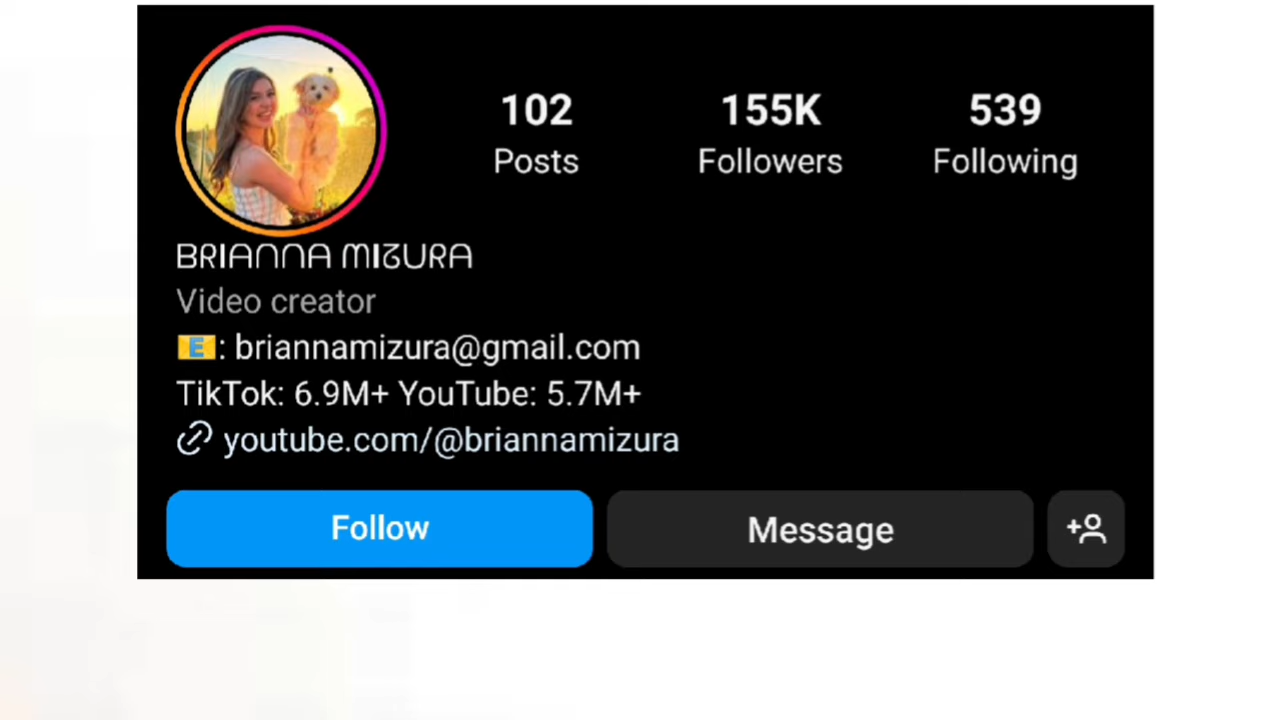 102 155K 539
Posts Followers Following
BRIANNA MIZURA
Video creator
📧: briannamizura@gmail.com
TikTok: 6.9M+ YouTube: 5.7M+
youtube.com/@briannamizura
Follow Message